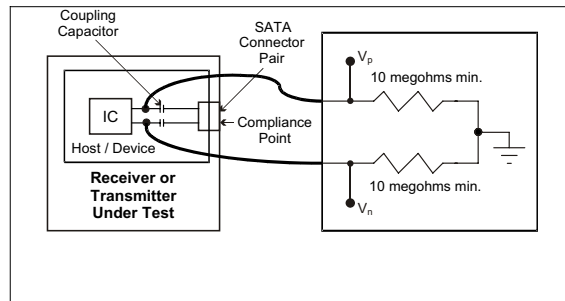 Coupling
Capacitor
SATA
Connector
Pair
Compliance
Point
IC
Host / Device
Receiver or
Transmitter
Under Test
Vp
10 megohms min.
10 megohms min.
Vn